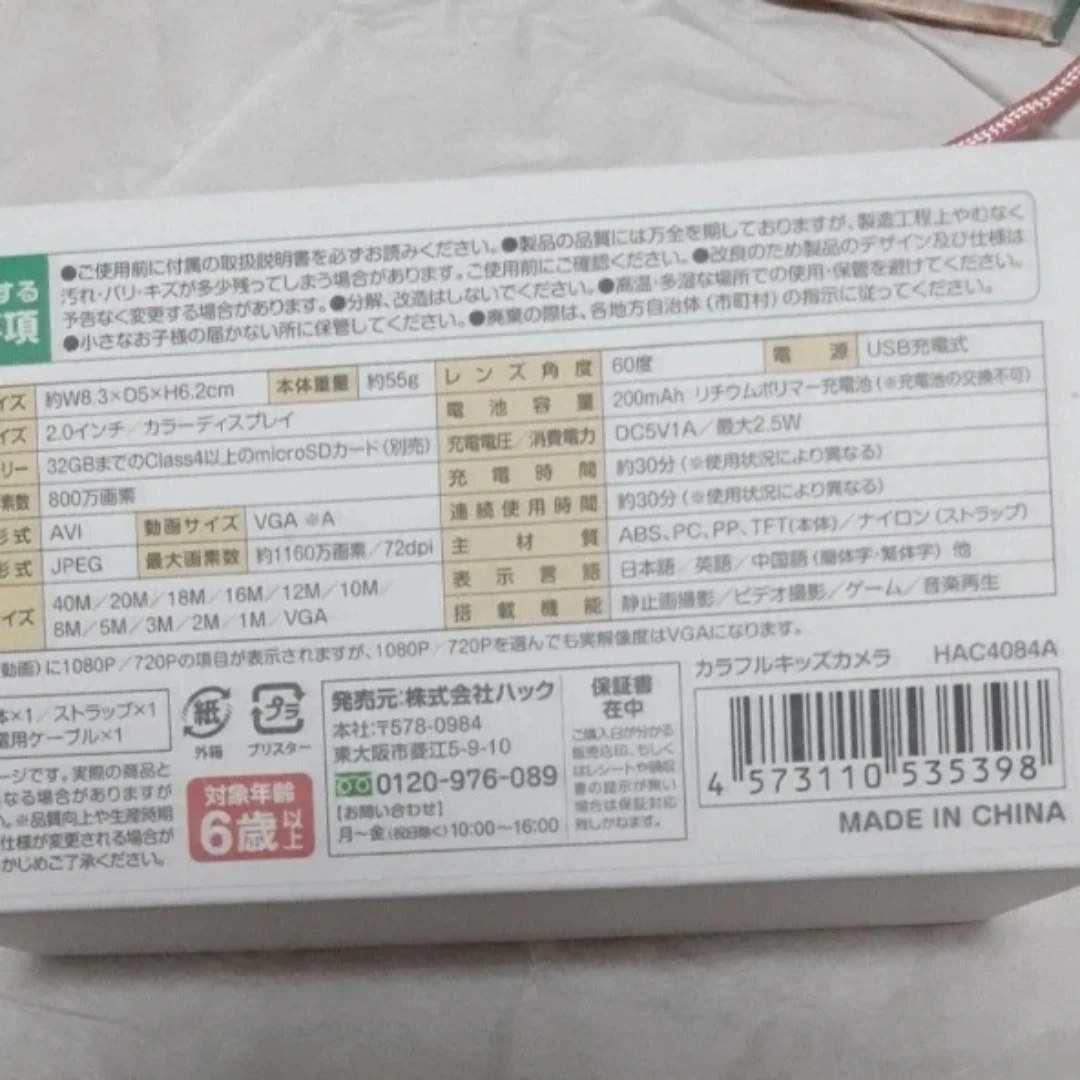 する
項
●ご使用前に付属の取扱説明書を必ずお読みください。●製品の品質には万全を期しておりますが、製造工程上やむなく
汚れ・バリ・キズが多少残ってしまう場合があります。ご使用前にご確認ください。●改良のため製品のデザイン及び仕様は
予告なく変更する場合があります。●分解、改造はしないでください。●高温・多湿な場所での使用・保管を避けてください。
●小さなお子様の届かない所に保管してください。●廃棄の際は、各地方自治体(市町村)の指示に従ってください。
イズ 約W8.3×D5×H6.2cm 本体重量 約55g
イズ 2.0インチ/カラーディスプレイ
リー 32GBまでのClass4以上のmicroSDカード(別売)
素数 800万画素
形式 AVI 動画サイズ VGA ※A
形式 JPEG 最大画素数 約1160万画素/72dpi
イズ 40M/20M/18M/16M/12M/10M/
8M/5M/3M/2M/1M/VGA
レンズ角度 60度 電源 USB充電式
電池容量 200mAh リチウムポリマー充電池(※充電池の交換不可)
充電電圧/消費電力 DC5V1A/最大2.5W
充電時間 約30分(※使用状況により異なる)
連続使用時間 約30分(※使用状況により異なる)
主材質 ABS、PC、PP、TFT(本体)/ナイロン(ストラップ)
表示言語 日本語/英語/中国語(簡体字・繁体字)他
搭載機能 静止画撮影/ビデオ撮影/ゲーム/音楽再生
動画)に1080P/720Pの項目が表示されますが、1080P/720Pを選んでも実解像度はVGAになります。
体×1/ストラップ×1
電用ケーブル×1
ージです。実際の商品と
なる場合がありますが
い。※品質向上や生産時期
仕様が変更される場合が
かじめご了承ください。
紙
外箱
プラ
ブリスター
対象年齢
6歳以上
発売元:株式会社ハック
本社:〒578-0984
東大阪市菱江5-9-10
0120-976-089
【お問い合わせ】
月〜金(祝日除く)10:00〜16:00
保証書
在中
ご購入日が分かる
販売店印、もしく
はレシートや領収
書の提示が無い
場合は保証対応
致しかねます。
カラフルキッズカメラ HAC4084A
4 573110 535398
MADE IN CHINA